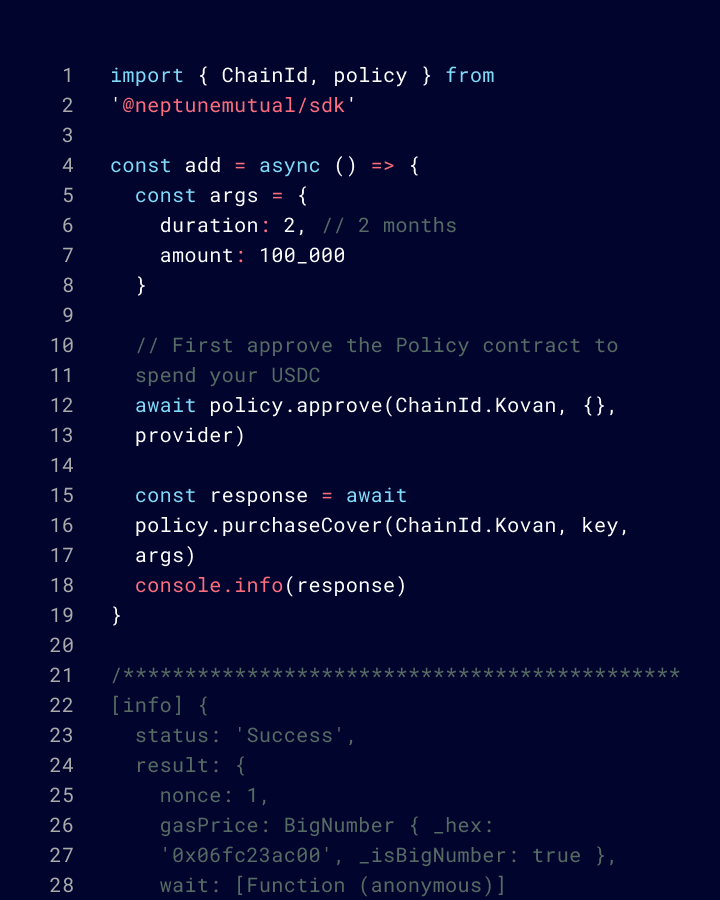 1 import { ChainId, policy } from
2 '@neptunemutual/sdk'
3
4 const add = async () => {
5   const args = {
6     duration: 2, // 2 months
7     amount: 100_000
8   }
9
10   // First approve the Policy contract to
11   spend your USDC
12   await policy.approve(ChainId.Kovan, {},
13   provider)
14
15   const response = await
16   policy.purchaseCover(ChainId.Kovan, key,
17   args)
18   console.info(response)
19 }
20
21 /*********************************************
22 [info] {
23   status: 'Success',
24   result: {
25     nonce: 1,
26     gasPrice: BigNumber { _hex:
27     '0x06fc23ac00', _isBigNumber: true },
28     wait: [Function (anonymous)]